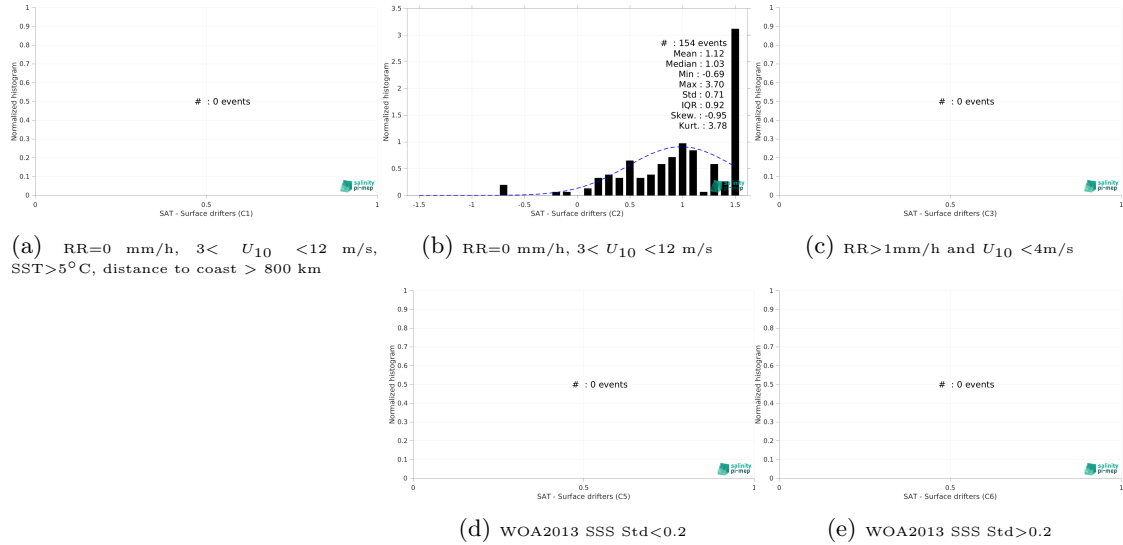 1
0.9
0.8
0.7
0.6
0.5
0.4
0.3
0.2
0.1
0
Normalized histogram
# : 0 events
salinity
pi-mep
0 0.5 1
SAT - Surface drifters (C1)
(a) RR=0 mm/h, 3< U10 <12 m/s,
SST>5°C, distance to coast > 800 km
3.5
3
2.5
2
1.5
1
0.5
0
Normalized histogram
# : 154 events
Mean : 1.12
Median : 1.03
Min : -0.69
Max : 3.70
Std : 0.71
IQR : 0.92
Skew. : -0.95
Kurt. : 3.78
salinity
pi-mep
-1.5 -1 -0.5 0 0.5 1 1.5
SAT - Surface drifters (C2)
(b) RR=0 mm/h, 3< U10 <12 m/s
1
0.9
0.8
0.7
0.6
0.5
0.4
0.3
0.2
0.1
0
Normalized histogram
# : 0 events
salinity
pi-mep
0 0.5 1
SAT - Surface drifters (C3)
(c) RR>1mm/h and U10 <4m/s
1
0.9
0.8
0.7
0.6
0.5
0.4
0.3
0.2
0.1
0
Normalized histogram
# : 0 events
salinity
pi-mep
0 0.5 1
SAT - Surface drifters (C5)
(d) WOA2013 SSS Std<0.2
1
0.9
0.8
0.7
0.6
0.5
0.4
0.3
0.2
0.1
0
Normalized histogram
# : 0 events
salinity
pi-mep
0 0.5 1
SAT - Surface drifters (C6)
(e) WOA2013 SSS Std>0.2